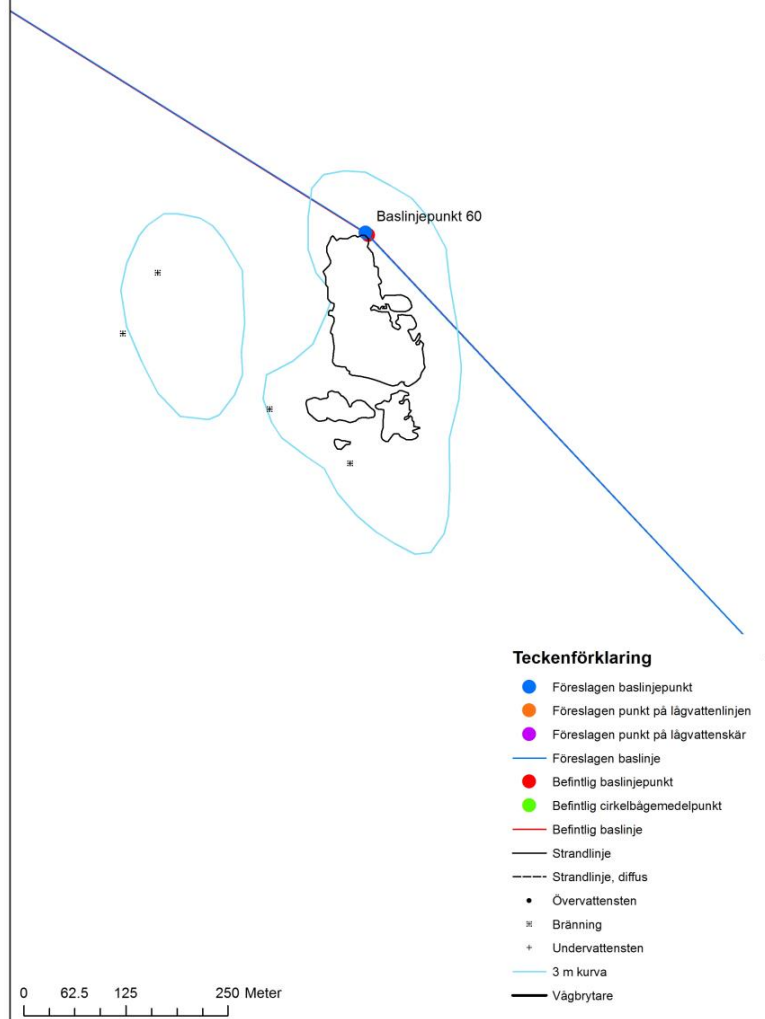 Baslinjepunkt 60
Teckenförklaring
Föreslagen baslinjepunkt
Föreslagen punkt på lågvattenlinjen
Föreslagen punkt på lågvattenskär
Föreslagen baslinje
Befintlig baslinjepunkt
Befintlig cirkelbågemedelpunkt
Befintlig baslinje
Strandlinje
Strandlinje, diffus
Övervattensten
Bränning
Undervattensten
3 m kurva
Vågbrytare
0 62.5 125 250 Meter